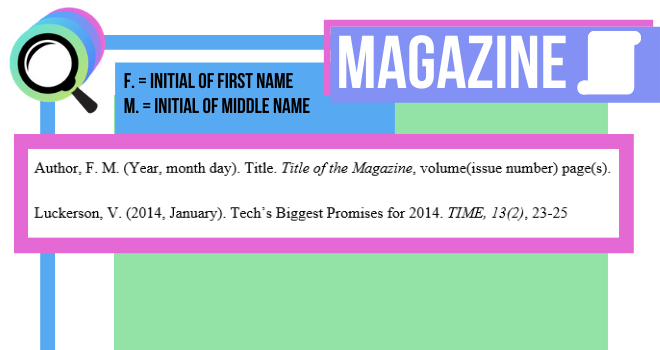 MAGAZINE
F. = INITIAL OF FIRST NAME
M. = INITIAL OF MIDDLE NAME
Author, F. M. (Year, month day). Title. Title of the Magazine, volume(issue number) page(s).
Luckerson, V. (2014, January). Tech's Biggest Promises for 2014. TIME, 13(2), 23-25